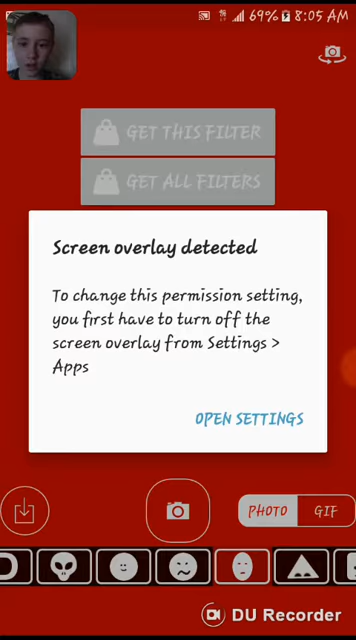 69% 8:05 AM
GET THIS FILTER
GET ALL FILTERS
Screen overlay detected
To change this permission setting,
you first have to turn off the
screen overlay from Settings >
Apps
OPEN SETTINGS
PHOTO GIF
DU Recorder